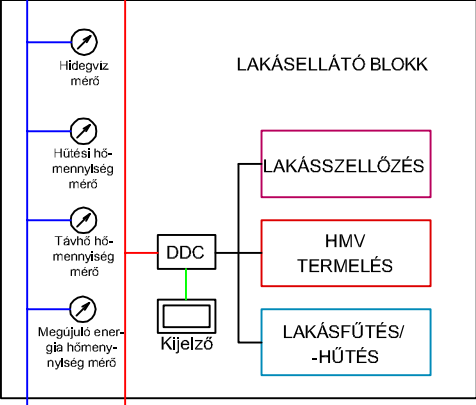 Hidegvíz
mérő
LAKÁSELLÁTÓ BLOKK
Hűtési hő-
mennyiség
mérő
LAKÁSSZELLŐZÉS
Távhő hő-
mennyiség
mérő
DDC
HMV
TERMELÉS
Megújuló ener-
gia hőmeny-
nyiség mérő
Kijelző
LAKÁSFŰTÉS/
-HŰTÉS